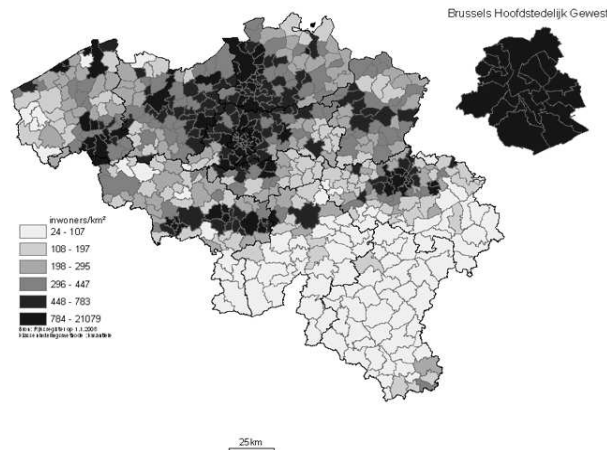 Brussels Hoofdstedelijk Gewest
inwoners/km²
24 - 107
108 - 197
198 - 295
296 - 447
448 - 783
784 - 21079
25km